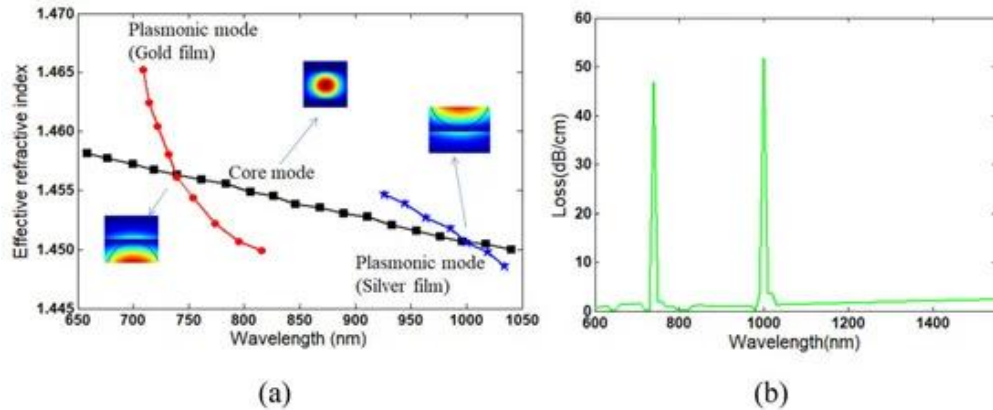 1.470
1.465
1.460
1.455
1.450
1.445
Effective refractive index
Plasmonic mode
(Gold film)
Core mode
Plasmonic mode
(Silver film)
650 700 750 800 850 900 950 1000 1050
Wavelength (nm)
(a)
60
50
40
30
20
10
0
Loss(dB/cm)
600 800 1000 1200 1400
Wavelength(nm)
(b)